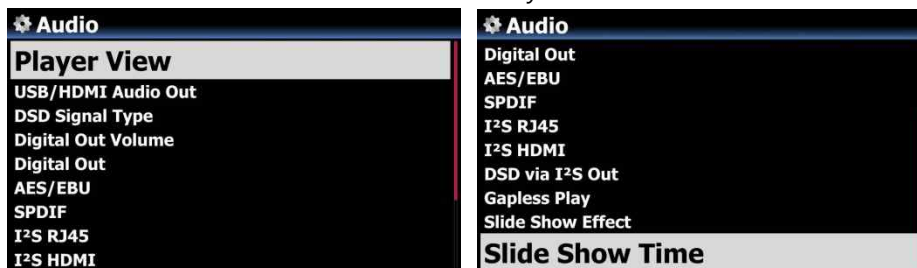 Audio
Player View
USB/HDMI Audio Out
DSD Signal Type
Digital Out Volume
Digital Out
AES/EBU
SPDIF
I²S RJ45
I²S HDMI
Audio
Digital Out
AES/EBU
SPDIF
I²S RJ45
I²S HDMI
DSD via I²S Out
Gapless Play
Slide Show Effect
Slide Show Time